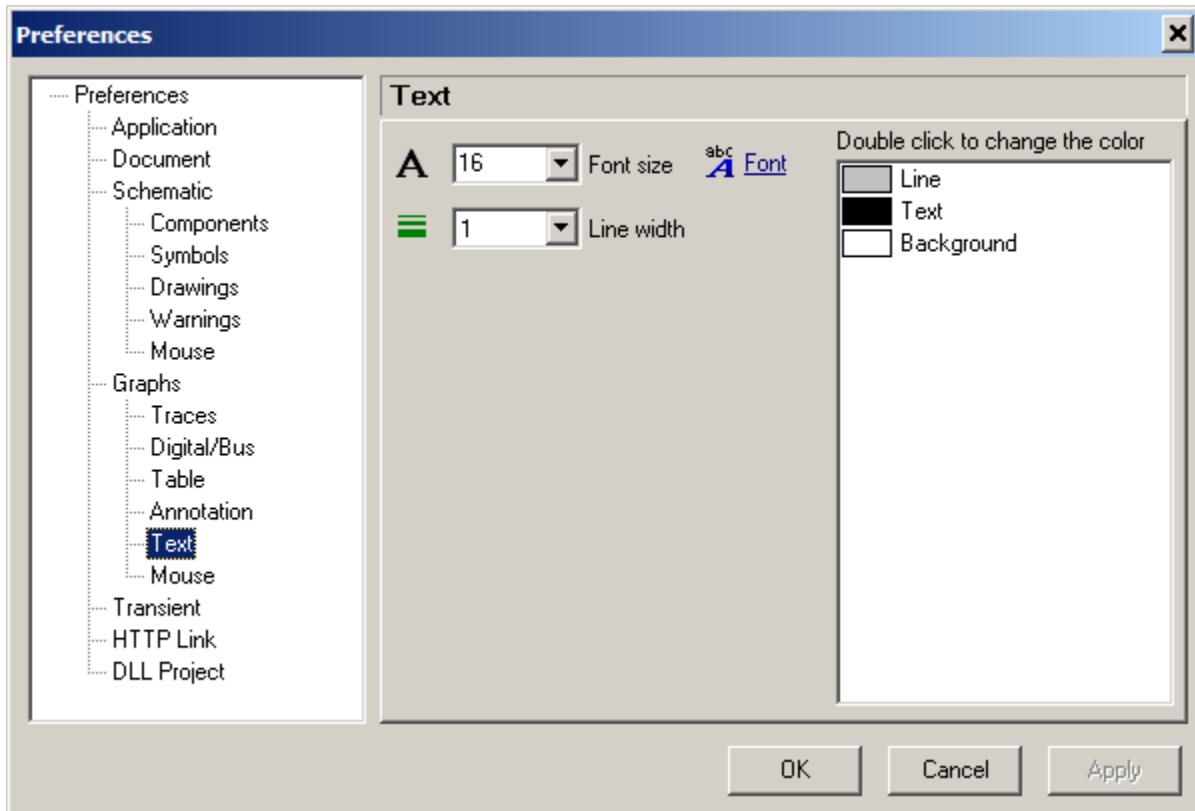 Preferences
Preferences
Application
Document
Schematic
Components
Symbols
Drawings
Warnings
Mouse
Graphs
Traces
Digital/Bus
Table
Annotation
Text
Mouse
Transient
HTTP Link
DLL Project
Text
A 16 Font size abc A Font
1 Line width
Double click to change the color
Line
Text
Background
OK Cancel Apply